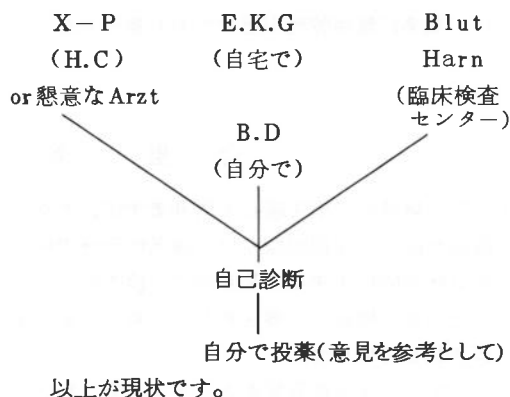 X−P
(H.C)
or懇意なArzt
E.K.G
(自宅で)
Blut
Harn
(臨床検査
センター)
B.D
(自分で)
自己診断
自分で投薬(意見を参考として)
以上が現状です。